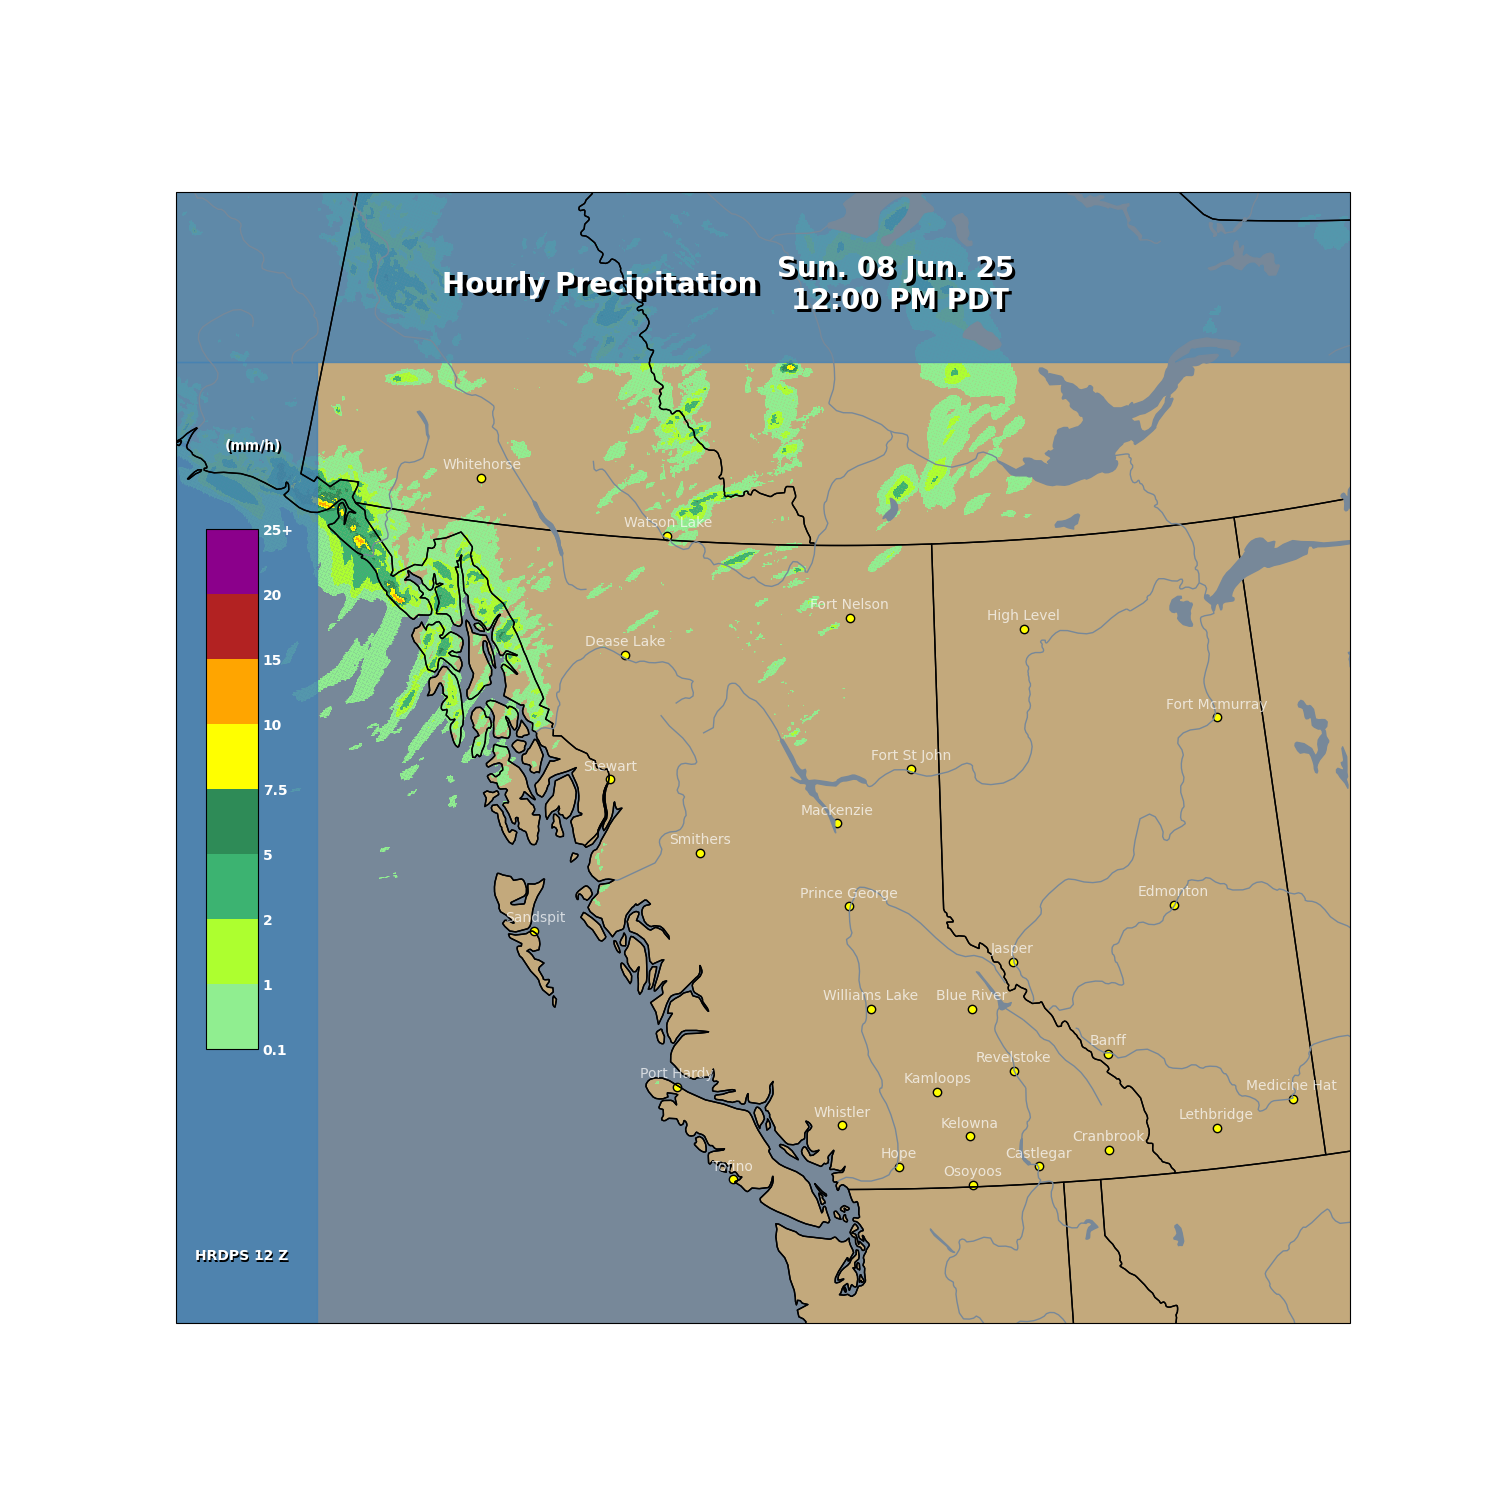 Hourly Precipitation
Sun. 08 Jun. 25
12:00 PM PDT
(mm/h)
25+
20
15
10
7.5
5
2
1
0.1
HRDPS 12 Z
Whitehorse
Watson Lake
Fort Nelson
High Level
Dease Lake
Fort Mcmurray
Fort St John
Stewart
Mackenzie
Smithers
Prince George
Edmonton
Sandspit
Jasper
Williams Lake
Blue River
Banff
Revelstoke
Port Hardy
Kamloops
Medicine Hat
Whistler
Lethbridge
Kelowna
Cranbrook
Hope
Castlegar
Tofino
Osoyoos